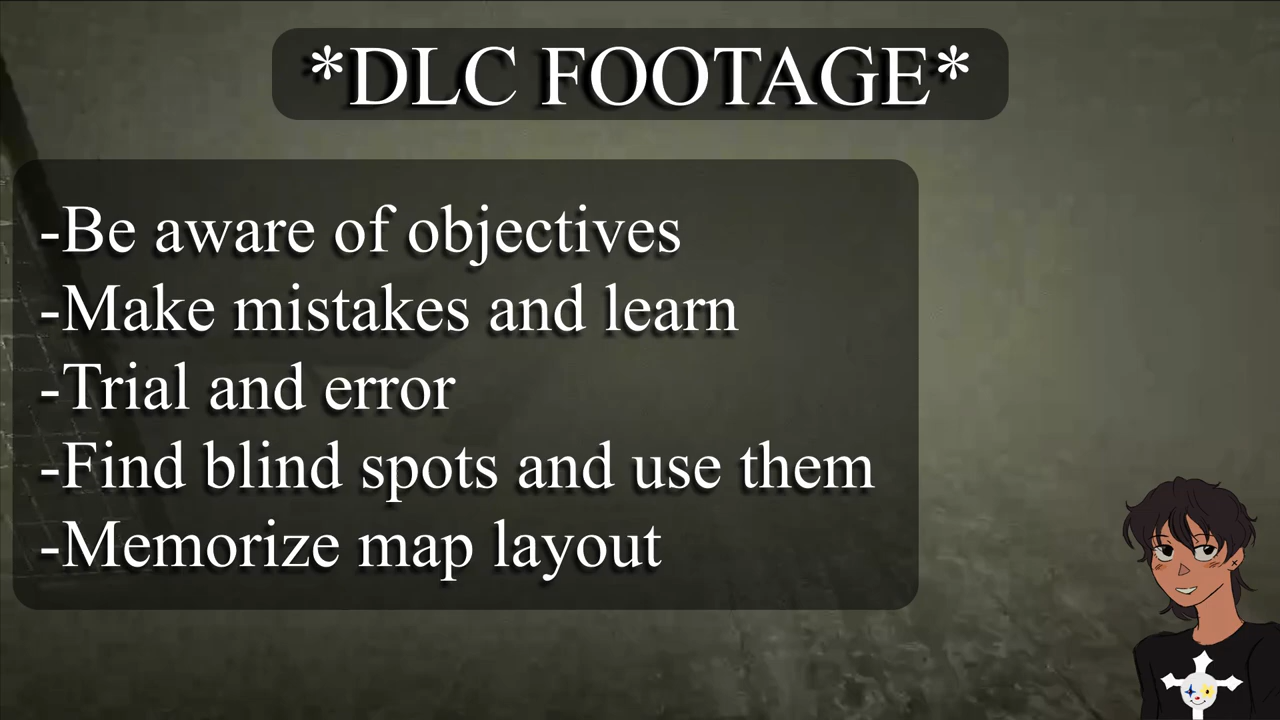 *DLC FOOTAGE*
-Be aware of objectives
-Make mistakes and learn
-Trial and error
-Find blind spots and use them
-Memorize map layout